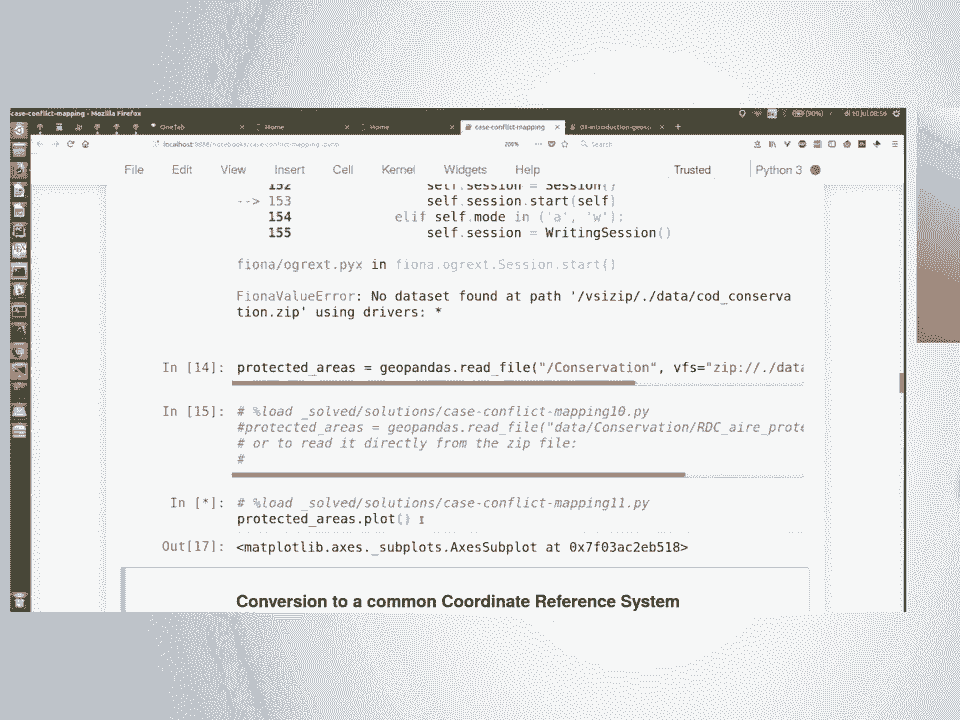 case-conflict-mapping - Mozilla Firefox
(90%)
OneTab
Home
Home
case-conflict-mapping
200%
Search
File Edit View Insert Cell Kernel Widgets Help Trusted Python 3
152 self.session = Session()
--> 153 self.session.start(self)
154 elif self.mode in ('a', 'w'):
155 self.session = WritingSession()
fiona/ogrext.pyx in fiona.ogrext.Session.start()
FionaValueError: No dataset found at path '/vsizip/./data/cod_conserva
tion.zip' using drivers: *
In [14]: protected_areas = geopandas.read_file("/Conservation", vfs="zip://./data
In [15]: # %load _solved/solutions/case-conflict-mapping10.py
#protected_areas = geopandas.read_file("data/Conservation/RDC_aire_prote
# or to read it directly from the zip file:
#
In [*]: # %load _solved/solutions/case-conflict-mapping11.py
protected_areas.plot()
Out[17]: <matplotlib.axes._subplots.AxesSubplot at 0x7f03ac2eb518>
Conversion to a common Coordinate Reference System